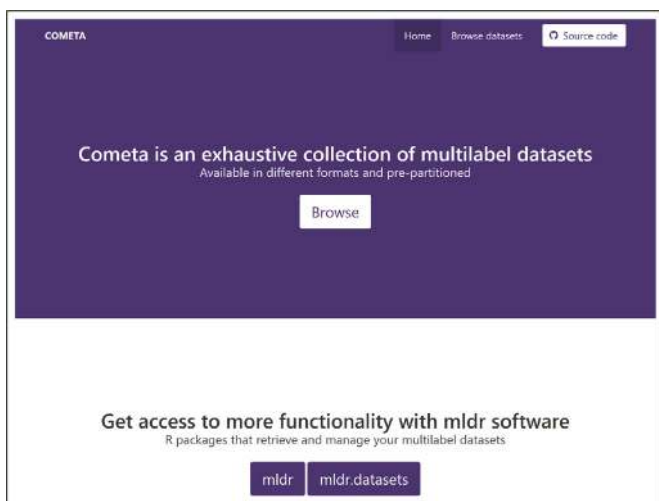 COMETA Home Browse datasets Source code
Cometa is an exhaustive collection of multilabel datasets
Available in different formats and pre-partitioned
Browse
Get access to more functionality with mldr software
R packages that retrieve and manage your multilabel datasets
mldr mldr.datasets